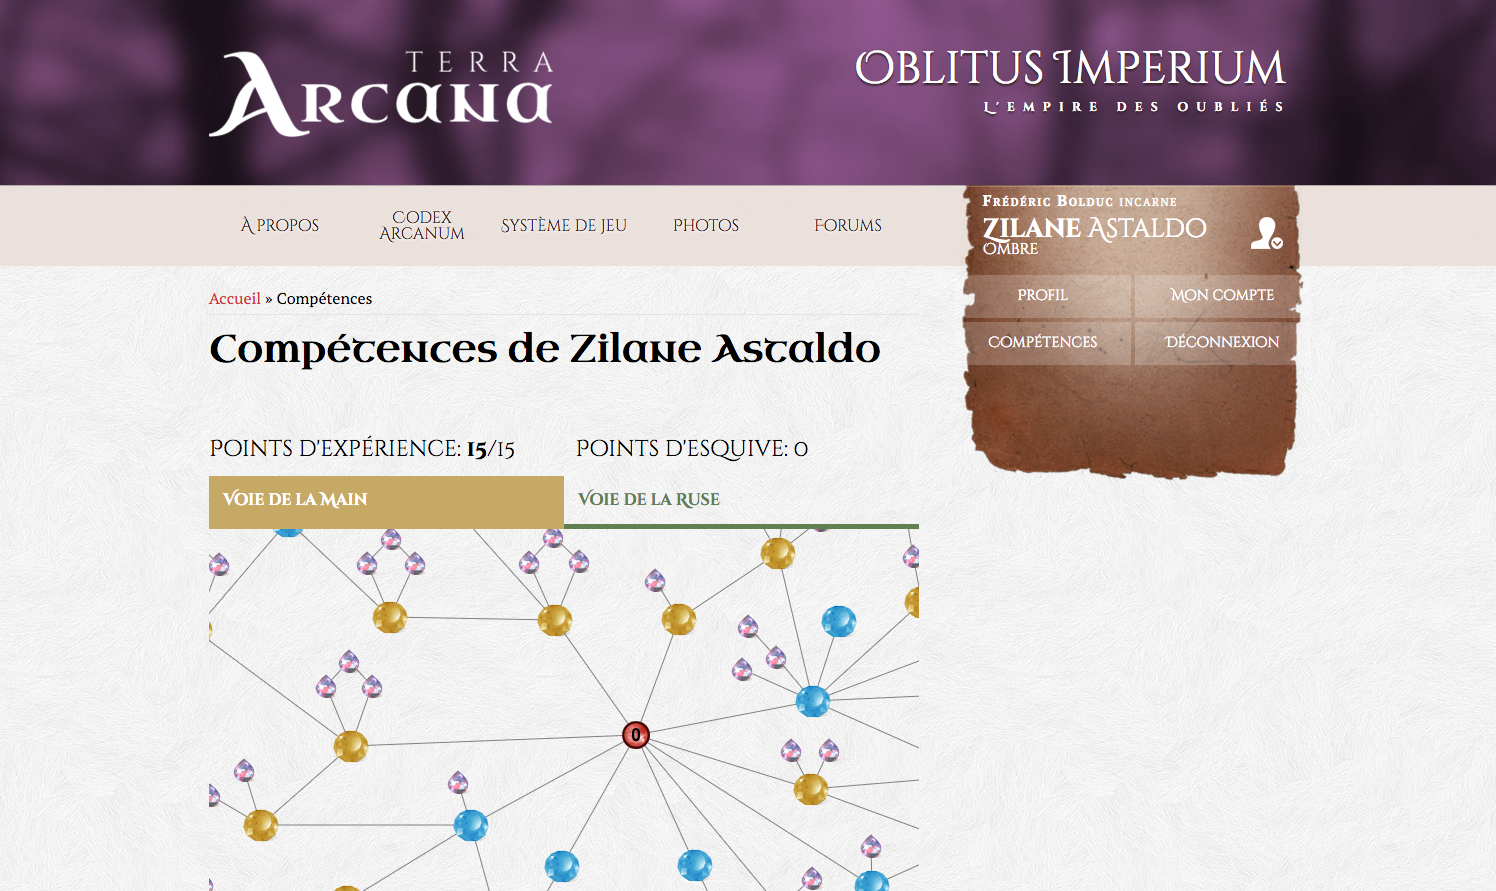 TERRA
ARCANA
OBLITUS IMPERIUM
L'EMPIRE DES OUBLIÉS
À PROPOS
CODEX
ARCANUM
SYSTÈME DE JEU
PHOTOS
FORUMS
FRÉDÉRIC BOLDUC INCARNE
ZILANE ASTALDO
OMBRE
PROFIL
MON COMPTE
COMPÉTENCES
DÉCONNEXION
Accueil » Compétences
Compétences de Zilane Astaldo
POINTS D'EXPÉRIENCE: 15/15
POINTS D'ESQUIVE: 0
VOIE DE LA MAIN
VOIE DE LA RUSE
0